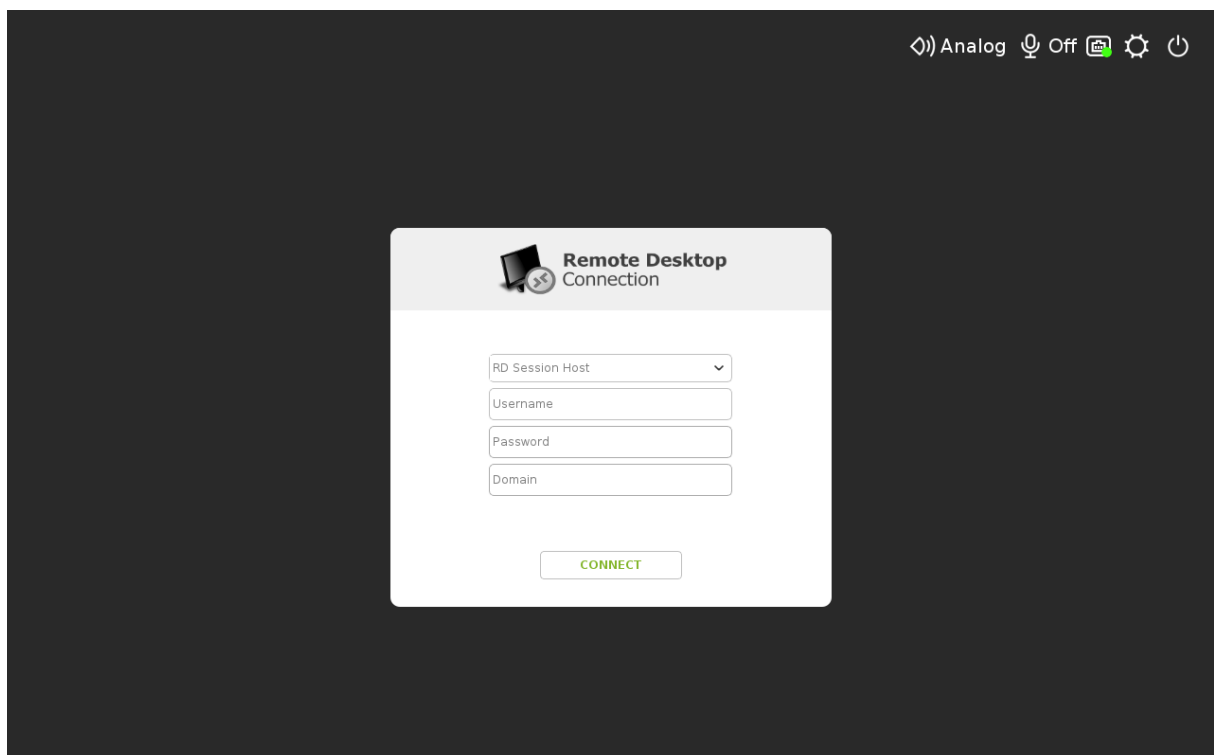 Analog Off
Remote Desktop
Connection
RD Session Host
Username
Password
Domain
CONNECT